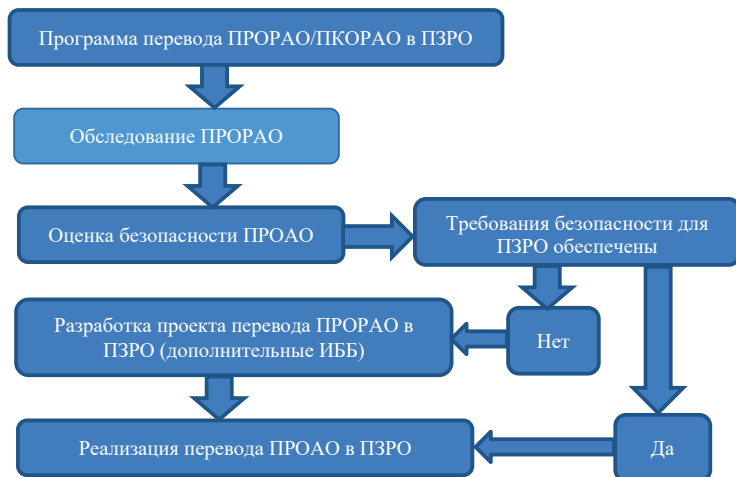 Программа перевода ПРОРАО/ПКОРАО в ПЗРО
Обследование ПРОРАО
Оценка безопасности ПРОАО
Требования безопасности для
ПЗРО обеспечены
Разработка проекта перевода ПРОРАО в
ПЗРО (дополнительные ИББ)
Нет
Реализация перевода ПРОАО в ПЗРО
Да